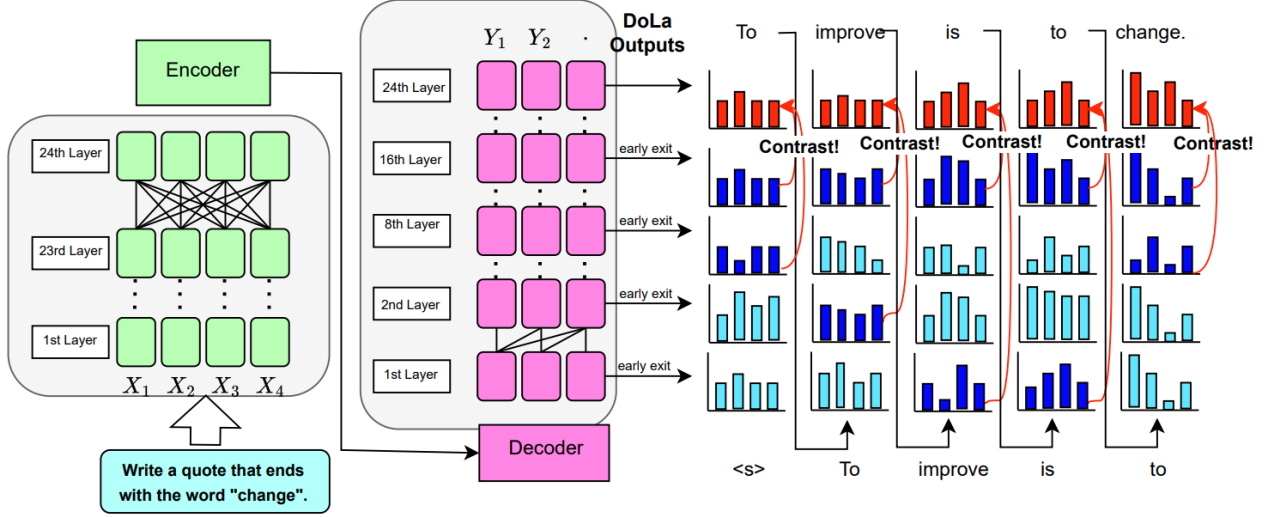 Encoder
24th Layer
23rd Layer
1st Layer
X1 X2 X3 X4
Write a quote that ends
with the word "change".
Y1 Y2 .
24th Layer
16th Layer
8th Layer
2nd Layer
1st Layer
Decoder
DoLa
Outputs
early exit
early exit
early exit
early exit
To improve is to change.
Contrast! Contrast! Contrast! Contrast! Contrast!
<s> To improve is to